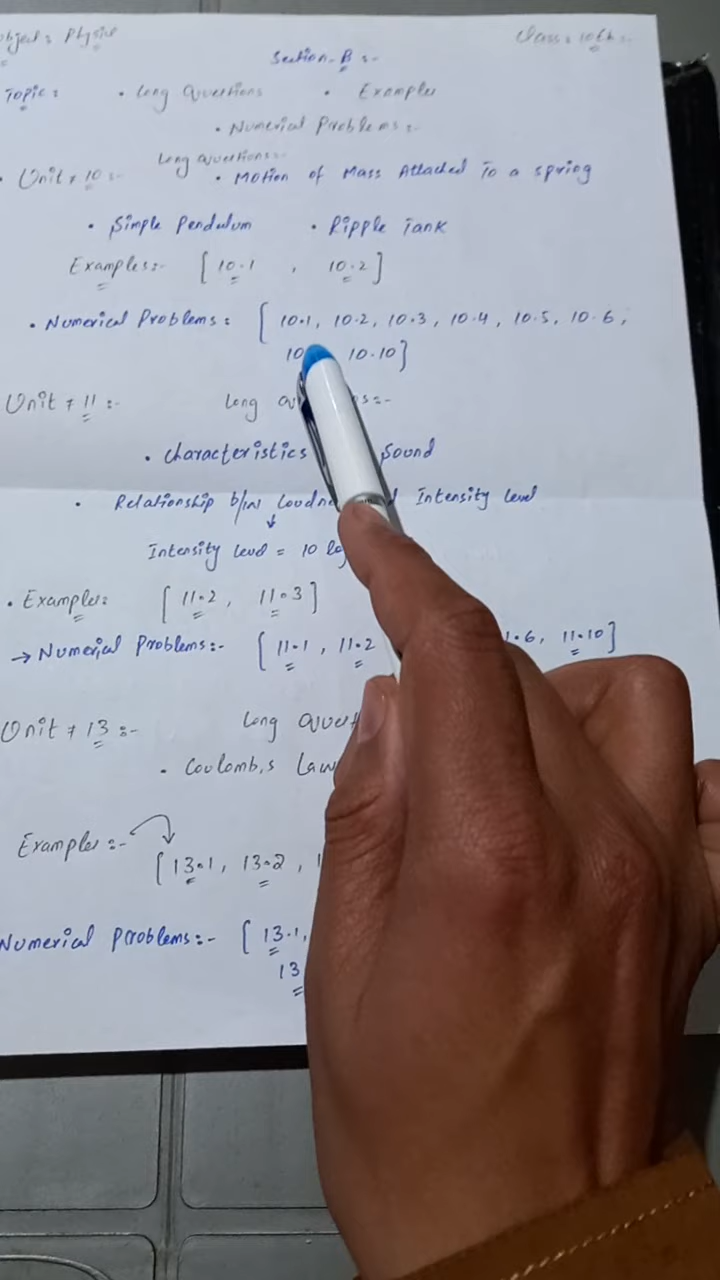 Physics
Class: 10th :-
Section - B :-
Topic :
• Long Questions • Examples
• Numerical Problems :-
• Unit # 10 :- Long Questions :-
• Motion of Mass Attached to a spring
• Simple Pendulum • Ripple Tank
Examples :- [ 10.1 , 10.2 ]
• Numerical Problems : [ 10.1, 10.2, 10.3, 10.4, 10.5, 10.6,
10.10 ]
Unit # 11 :- Long
• Characteristics Sound
• Relationship b/w Intensity level
↓
Intensity level = 10
• Examples : [ 11.2, 11.3 ]
→ Numerical Problems :- [ 11.1, 11.2 11.10 ]
Unit # 13 :- Long
• Coulomb,s Law
Examples :- [ 13.1, 13.2,
Numerical Problems :- [ 13.1,
13